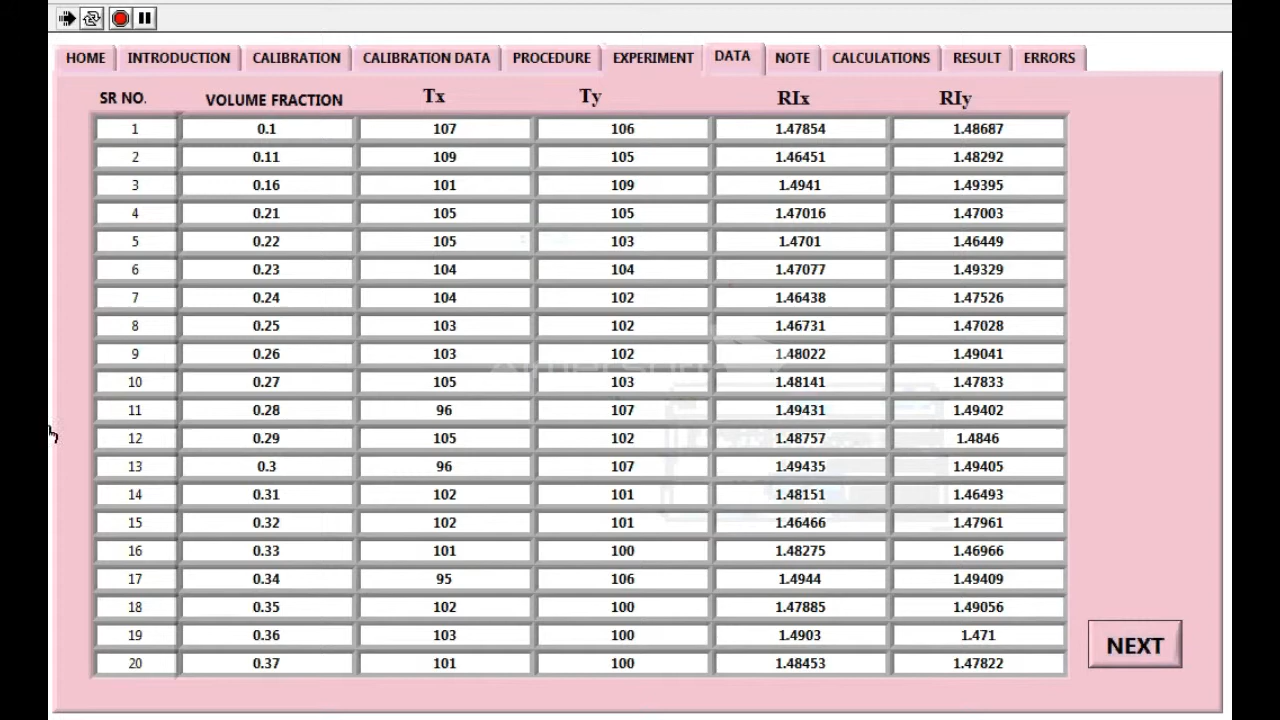 HOME INTRODUCTION CALIBRATION CALIBRATION DATA PROCEDURE EXPERIMENT DATA NOTE CALCULATIONS RESULT ERRORS
SR NO. VOLUME FRACTION Tx Ty RIx RIy
1 0.1 107 106 1.47854 1.48687
2 0.11 109 105 1.46451 1.48292
3 0.16 101 109 1.4941 1.49395
4 0.21 105 105 1.47016 1.47003
5 0.22 105 103 1.4701 1.46449
6 0.23 104 104 1.47077 1.49329
7 0.24 104 102 1.46438 1.47526
8 0.25 103 102 1.46731 1.47028
9 0.26 103 102 1.48022 1.49041
10 0.27 105 103 1.48141 1.47833
11 0.28 96 107 1.49431 1.49402
12 0.29 105 102 1.48757 1.4846
13 0.3 96 107 1.49435 1.49405
14 0.31 102 101 1.48151 1.46493
15 0.32 102 101 1.46466 1.47961
16 0.33 101 100 1.48275 1.46966
17 0.34 95 106 1.4944 1.49409
18 0.35 102 100 1.47885 1.49056
19 0.36 103 100 1.4903 1.471
20 0.37 101 100 1.48453 1.47822
NEXT